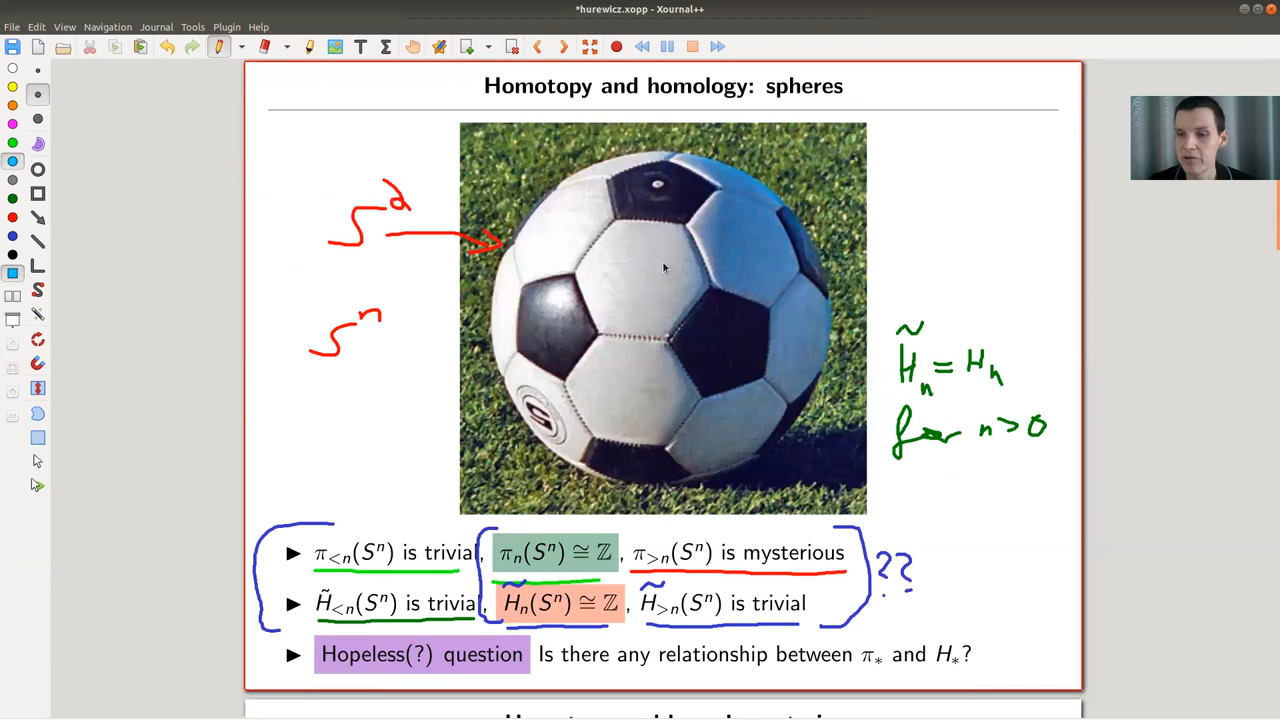 *hurewicz.xopp - Xournal++
File Edit View Navigation Journal Tools Plugin Help
Homotopy and homology: spheres
S²
Sⁿ
H̃ₙ = Hₙ
for n > 0
S
▶ π<n(Sⁿ) is trivial, πn(Sⁿ) ≅ ℤ, π>n(Sⁿ) is mysterious
??
▶ H̃<n(Sⁿ) is trivial, H̃n(Sⁿ) ≅ ℤ, H̃>n(Sⁿ) is trivial
▶ Hopeless(?) question Is there any relationship between π* and H*?